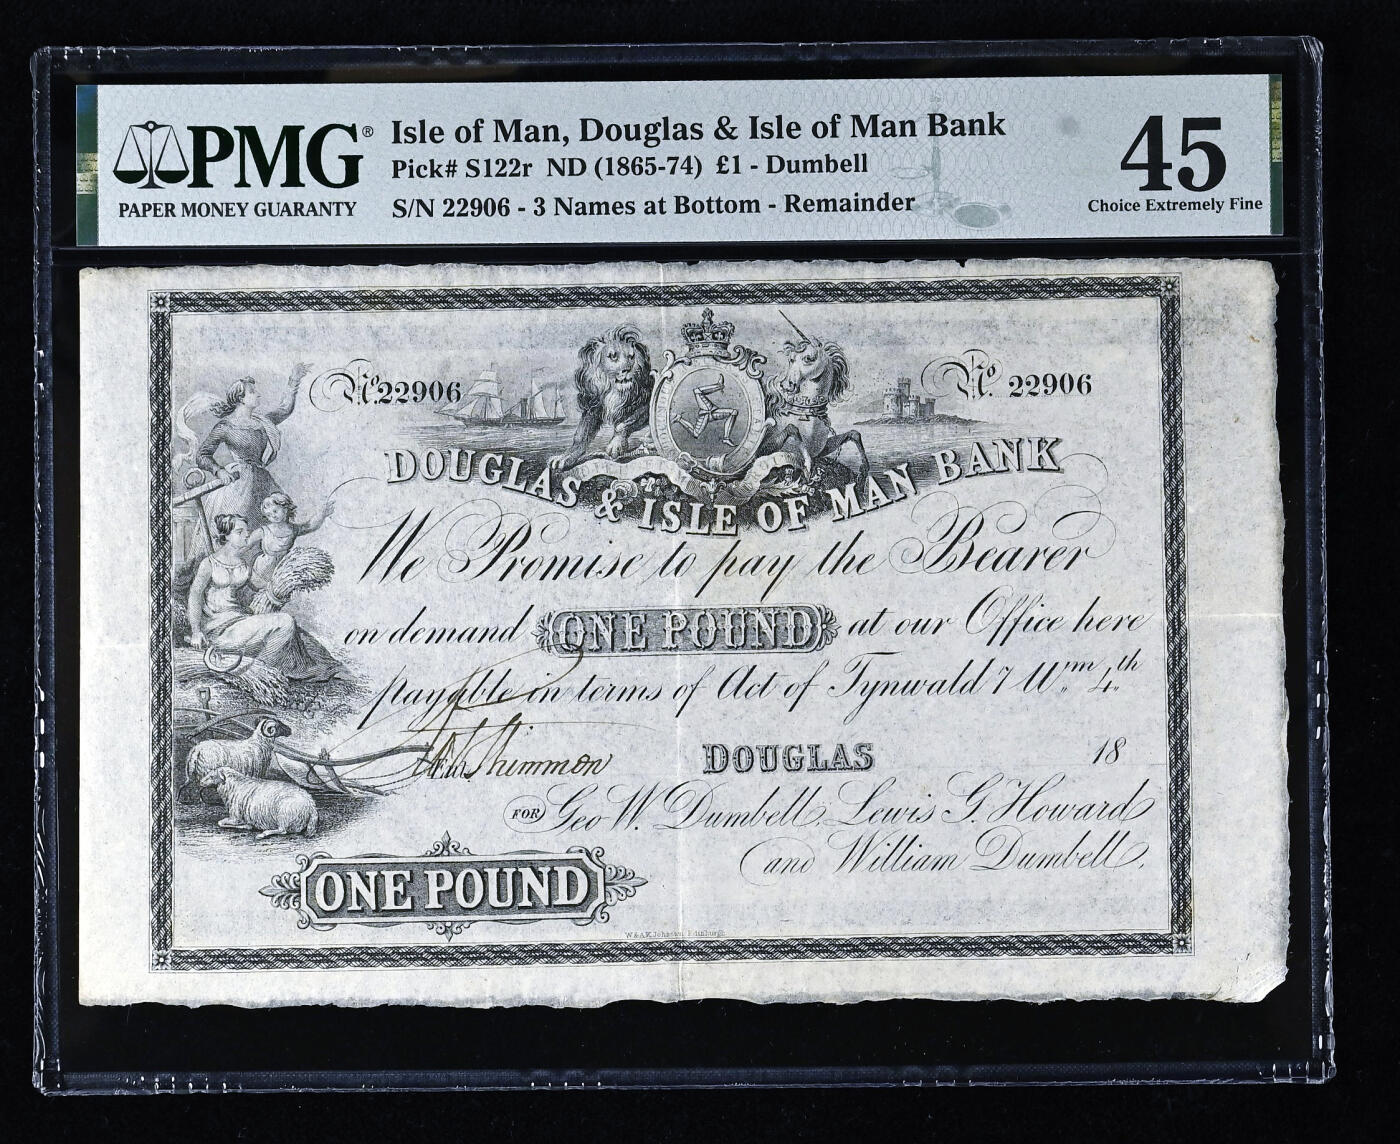 PMG®
PAPER MONEY GUARANTY
Isle of Man, Douglas & Isle of Man Bank
Pick# S122r ND (1865-74) £1 - Dumbell
S/N 22906 - 3 Names at Bottom - Remainder
45
Choice Extremely Fine
No. 22906
No. 22906
DOUGLAS & ISLE OF MAN BANK
We Promise to pay the Bearer
on demand ONE POUND at our Office here
payable in terms of Act of Tynwald 7 Wm. 4th
DOUGLAS 18
FOR Geo W. Dumbell, Lewis G. Howard
and William Dumbell.
ONE POUND
W & A K Johnston, Edinburgh